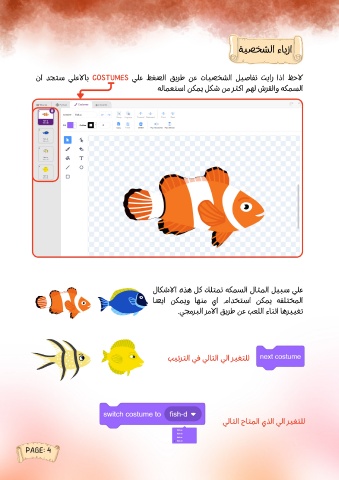 ازياء الشخصية
لاحظ اذا رايت تفاصيل الشخصيات عن طريق الضغط علي COSTUMES بالاعلي ستجد ان
السمكه والقرش لهم اكثر من شكل يمكن استعماله
علي سبيل المثال السمكه تمتلك كل هذه الاشكال
المختلفه يمكن استخدام اي منها ويمكن ايضا
تغييرها اثناء اللعب عن طريق الامر البرمجي.
للتغير الي التالي في الترتيب
next costume
switch costume to fish-d
للتغير الي الذي المتاح التالي
PAGE: 4